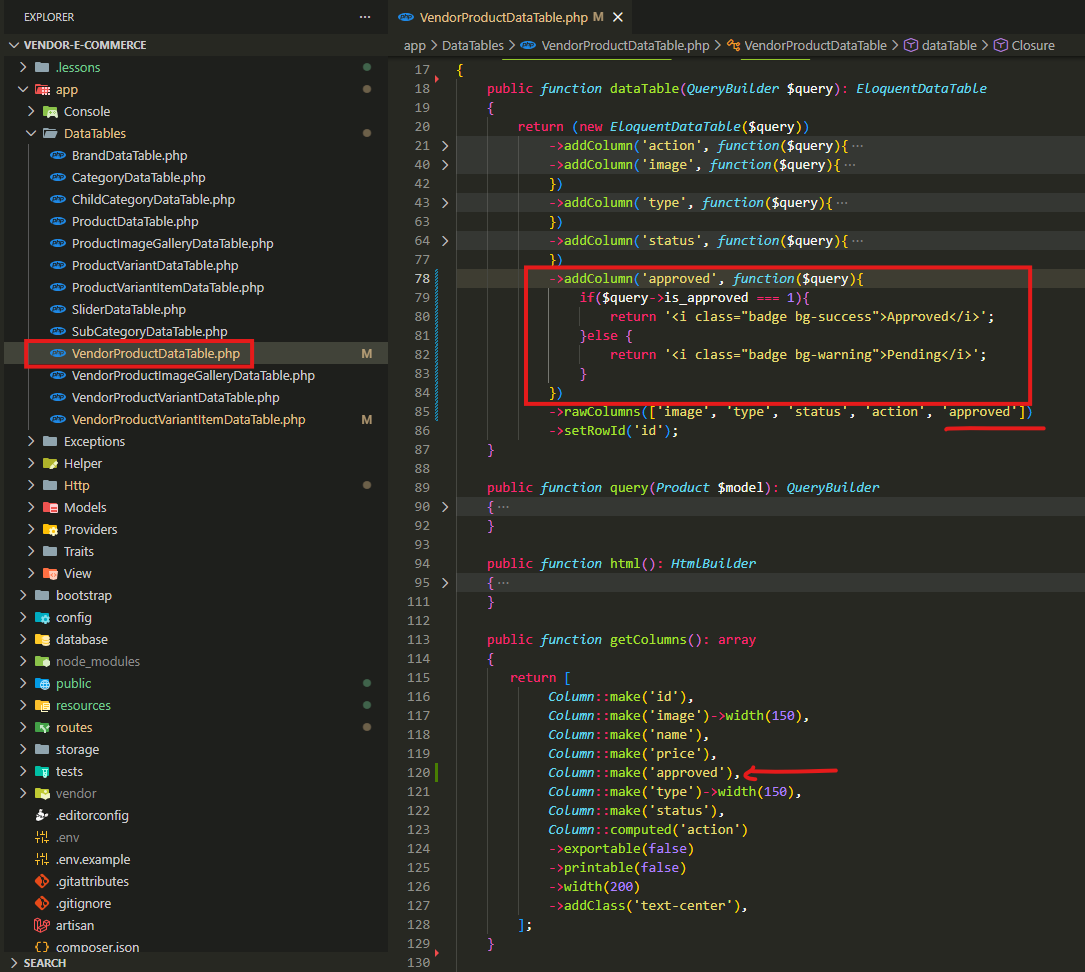 EXPLORER ···
VENDOR-E-COMMERCE
.lessons
app
Console
DataTables
BrandDataTable.php
CategoryDataTable.php
ChildCategoryDataTable.php
ProductDataTable.php
ProductImageGalleryDataTable.php
ProductVariantDataTable.php
ProductVariantItemDataTable.php
SliderDataTable.php
SubCategoryDataTable.php
VendorProductDataTable.php M
VendorProductImageGalleryDataTable.php
VendorProductVariantDataTable.php
VendorProductVariantItemDataTable.php M
Exceptions
Helper
Http
Models
Providers
Traits
View
bootstrap
config
database
node_modules
public
resources
routes
storage
tests
vendor
.editorconfig
.env
.env.example
.gitattributes
.gitignore
artisan
composer.json
SEARCH
VendorProductDataTable.php M
app > DataTables > VendorProductDataTable.php > VendorProductDataTable > dataTable > Closure
17 {
18 public function dataTable(QueryBuilder $query): EloquentDataTable
19 {
20 return (new EloquentDataTable($query))
21 ->addColumn('action', function($query){ ···
40 ->addColumn('image', function($query){ ···
42 })
43 ->addColumn('type', function($query){ ···
63 })
64 ->addColumn('status', function($query){ ···
77 })
78 ->addColumn('approved', function($query){
79 if($query->is_approved === 1){
80 return '<i class="badge bg-success">Approved</i>';
81 }else {
82 return '<i class="badge bg-warning">Pending</i>';
83 }
84 })
85 ->rawColumns(['image', 'type', 'status', 'action', 'approved'])
86 ->setRowId('id');
87 }
88
89 public function query(Product $model): QueryBuilder
90 { ···
92 }
93
94 public function html(): HtmlBuilder
95 { ···
111 }
112
113 public function getColumns(): array
114 {
115 return [
116 Column::make('id'),
117 Column::make('image')->width(150),
118 Column::make('name'),
119 Column::make('price'),
120 Column::make('approved'),
121 Column::make('type')->width(150),
122 Column::make('status'),
123 Column::computed('action')
124 ->exportable(false)
125 ->printable(false)
126 ->width(200)
127 ->addClass('text-center'),
128 ];
129 }
130